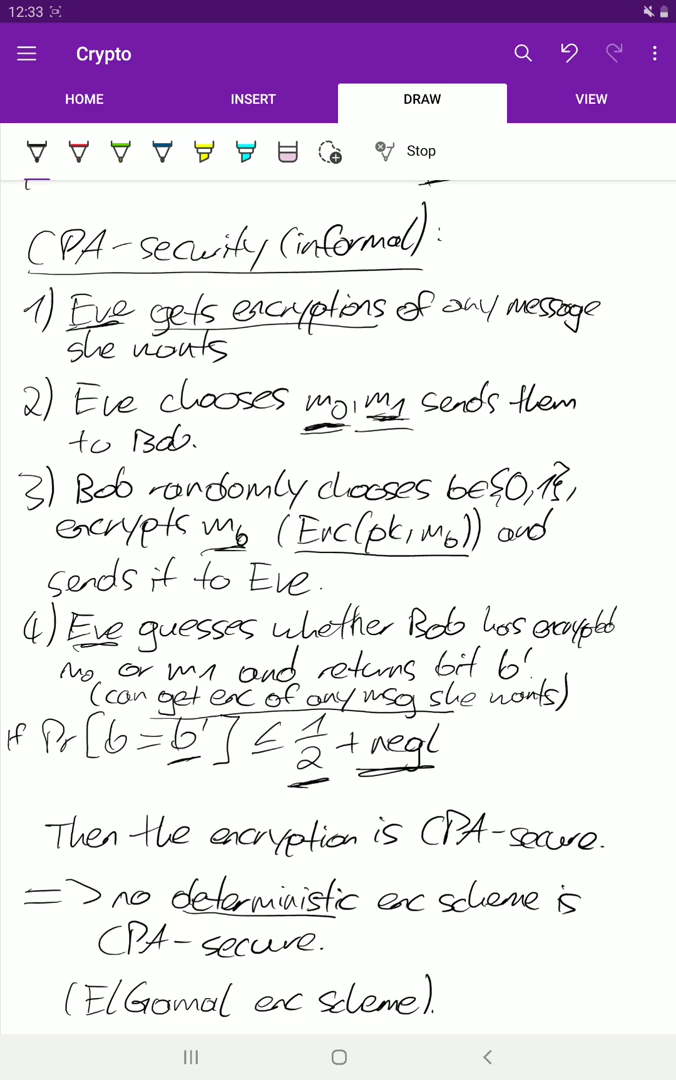 12:33
Crypto
HOME INSERT DRAW VIEW
Stop
CPA-security (informal):
1) Eve gets encryptions of any message
she wants
2) Eve chooses m0, m1 sends them
to Bob.
3) Bob randomly chooses b∈{0,1},
encrypts mb (Enc(pk, mb)) and
sends it to Eve.
4) Eve guesses whether Bob has encrypted
m0 or m1 and returns bit b'.
(can get enc of any msg she wants)
If Pr[b = b'] ≤ 1/2 + negl
Then the encryption is CPA-secure.
=> no deterministic enc scheme is
CPA-secure.
(ElGamal enc scheme).